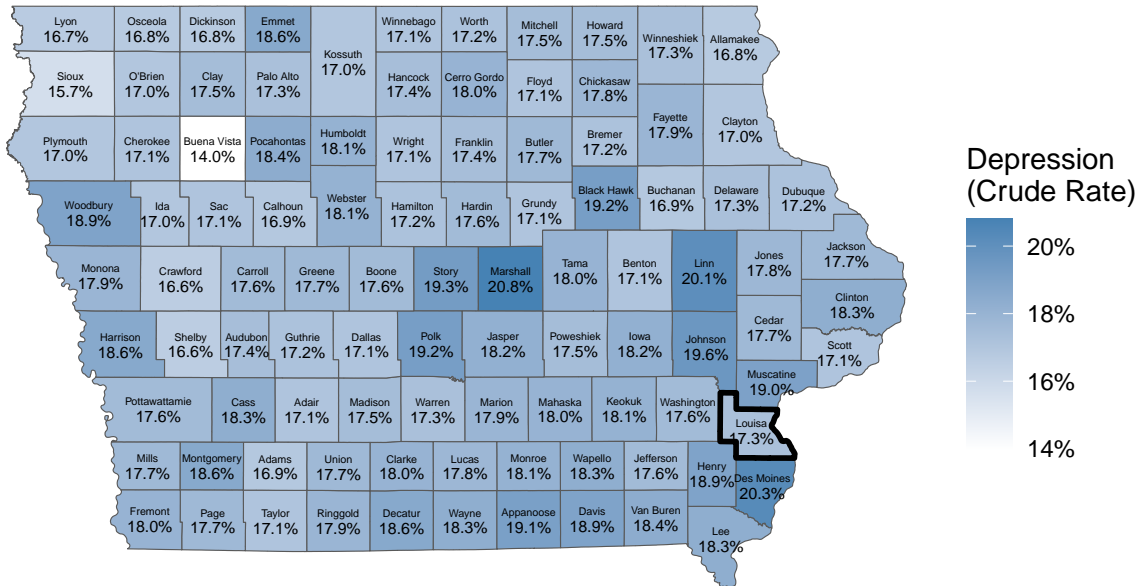 Lyon
16.7%
Osceola
16.8%
Dickinson
16.8%
Emmet
18.6%
Kossuth
17.0%
Winnebago
17.1%
Worth
17.2%
Mitchell
17.5%
Howard
17.5%
Winneshiek
17.3%
Allamakee
16.8%
Sioux
15.7%
O'Brien
17.0%
Clay
17.5%
Palo Alto
17.3%
Hancock
17.4%
Cerro Gordo
18.0%
Floyd
17.1%
Chickasaw
17.8%
Fayette
17.9%
Clayton
17.0%
Plymouth
17.0%
Cherokee
17.1%
Buena Vista
14.0%
Pocahontas
18.4%
Humboldt
18.1%
Wright
17.1%
Franklin
17.4%
Butler
17.7%
Bremer
17.2%
Woodbury
18.9%
Ida
17.0%
Sac
17.1%
Calhoun
16.9%
Webster
18.1%
Hamilton
17.2%
Hardin
17.6%
Grundy
17.1%
Black Hawk
19.2%
Buchanan
16.9%
Delaware
17.3%
Dubuque
17.2%
Monona
17.9%
Crawford
16.6%
Carroll
17.6%
Greene
17.7%
Boone
17.6%
Story
19.3%
Marshall
20.8%
Tama
18.0%
Benton
17.1%
Linn
20.1%
Jones
17.8%
Jackson
17.7%
Clinton
18.3%
Harrison
18.6%
Shelby
16.6%
Audubon
17.4%
Guthrie
17.2%
Dallas
17.1%
Polk
19.2%
Jasper
18.2%
Poweshiek
17.5%
Iowa
18.2%
Johnson
19.6%
Cedar
17.7%
Scott
17.1%
Muscatine
19.0%
Pottawattamie
17.6%
Cass
18.3%
Adair
17.1%
Madison
17.5%
Warren
17.3%
Marion
17.9%
Mahaska
18.0%
Keokuk
18.1%
Washington
17.6%
Louisa
17.3%
Mills
17.7%
Montgomery
18.6%
Adams
16.9%
Union
17.7%
Clarke
18.0%
Lucas
17.8%
Monroe
18.1%
Wapello
18.3%
Jefferson
17.6%
Henry
18.9%
Des Moines
20.3%
Fremont
18.0%
Page
17.7%
Taylor
17.1%
Ringgold
17.9%
Decatur
18.6%
Wayne
18.3%
Appanoose
19.1%
Davis
18.9%
Van Buren
18.4%
Lee
18.3%
Depression
(Crude Rate)
20%
18%
16%
14%